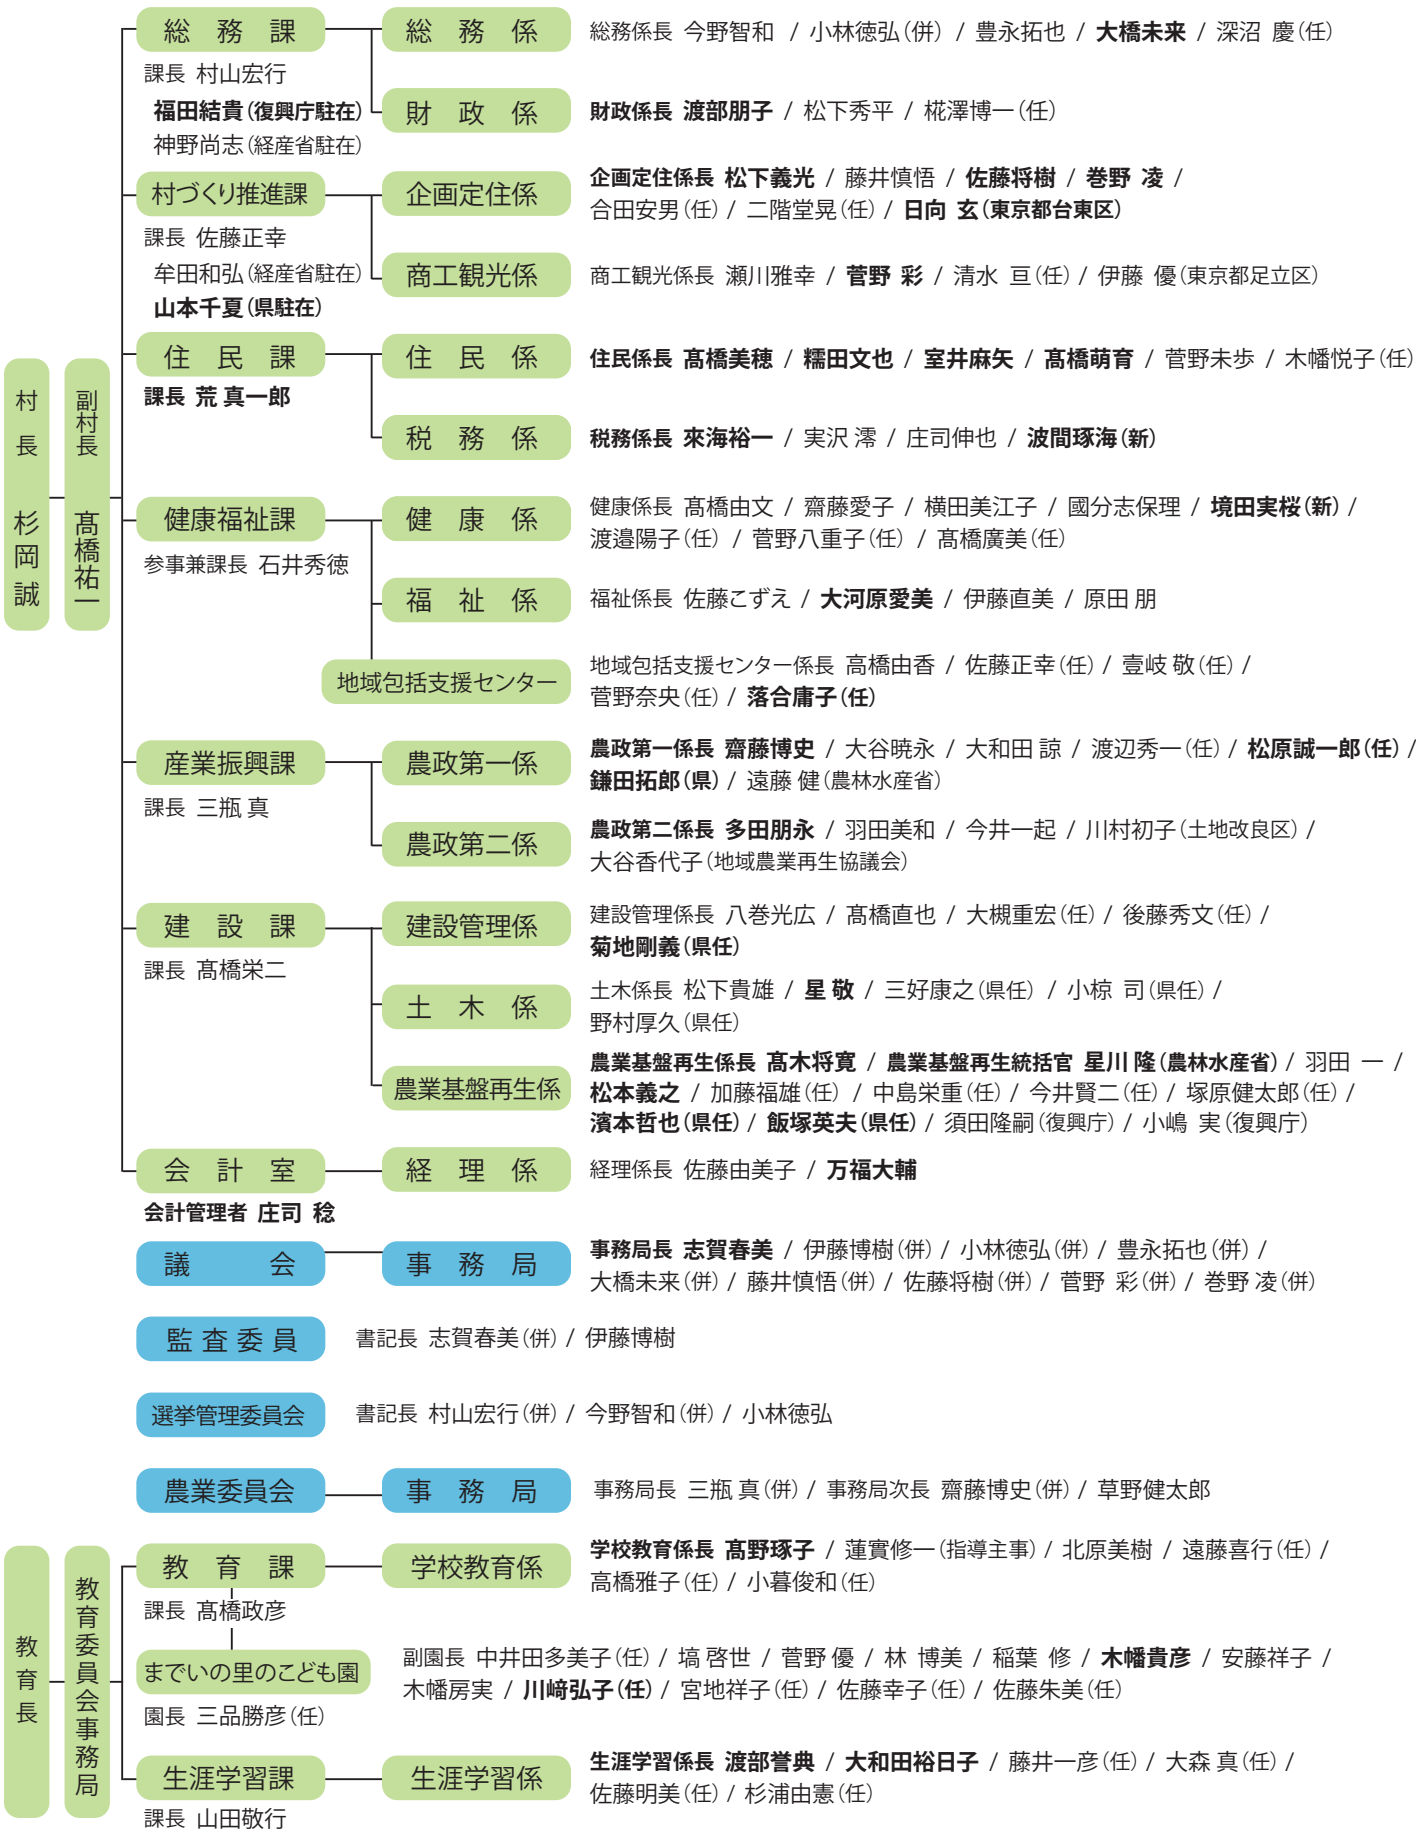 村長 杉岡誠
副村長 髙橋祐一
総務課
課長 村山宏行
福田結貴(復興庁駐在)
神野尚志(経産省駐在)
総務係
総務係長 今野智和 / 小林徳弘(併) / 豊永拓也 / 大橋未来 / 深沼 慶(任)
財政係
財政係長 渡部朋子 / 松下秀平 / 椛澤博一(任)
村づくり推進課
課長 佐藤正幸
牟田和弘(経産省駐在)
山本千夏(県駐在)
企画定住係
企画定住係長 松下義光 / 藤井慎悟 / 佐藤将樹 / 巻野 凌 /
合田安男(任) / 二階堂晃(任) / 日向 玄(東京都台東区)
商工観光係
商工観光係長 瀬川雅幸 / 菅野 彩 / 清水 亘(任) / 伊藤 優(東京都足立区)
住民課
課長 荒 真一郎
住民係
住民係長 髙橋美穂 / 糯田文也 / 室井麻矢 / 髙橋萌育 / 菅野未歩 / 木幡悦子(任)
税務係
税務係長 來海裕一 / 実沢 澪 / 庄司伸也 / 波間琢海(新)
健康福祉課
参事兼課長 石井秀徳
健康係
健康係長 髙橋由文 / 齋藤愛子 / 横田美江子 / 國分志保理 / 境田実桜(新) /
渡邉陽子(任) / 菅野八重子(任) / 髙橋廣美(任)
福祉係
福祉係長 佐藤こずえ / 大河原愛美 / 伊藤直美 / 原田 朋
地域包括支援センター
地域包括支援センター係長 高橋由香 / 佐藤正幸(任) / 壹岐 敬(任) /
菅野奈央(任) / 落合庸子(任)
産業振興課
課長 三瓶 真
農政第一係
農政第一係長 齋藤博史 / 大谷暁永 / 大和田 諒 / 渡辺秀一(任) / 松原誠一郎(任) /
鎌田拓郎(県) / 遠藤 健(農林水産省)
農政第二係
農政第二係長 多田朋永 / 羽田美和 / 今井一起 / 川村初子(土地改良区) /
大谷香代子(地域農業再生協議会)
建設課
課長 髙橋栄二
建設管理係
建設管理係長 八巻光広 / 髙橋直也 / 大槻重宏(任) / 後藤秀文(任) /
菊地剛義(県任)
土木係
土木係長 松下貴雄 / 星 敬 / 三好康之(県任) / 小椋 司(県任) /
野村厚久(県任)
農業基盤再生係
農業基盤再生係長 髙木将寛 / 農業基盤再生統括官 星川 隆(農林水産省) / 羽田 一 /
松本義之 / 加藤福雄(任) / 中島栄重(任) / 今井賢二(任) / 塚原健太郎(任) /
濱本哲也(県任) / 飯塚英夫(県任) / 須田隆嗣(復興庁) / 小嶋 実(復興庁)
会計室
会計管理者 庄司 稔
経理係
経理係長 佐藤由美子 / 万福大輔
議会
事務局
事務局長 志賀春美 / 伊藤博樹(併) / 小林徳弘(併) / 豊永拓也(併) /
大橋未来(併) / 藤井慎悟(併) / 佐藤将樹(併) / 菅野 彩(併) / 巻野 凌(併)
監査委員
書記長 志賀春美(併) / 伊藤博樹
選挙管理委員会
書記長 村山宏行(併) / 今野智和(併) / 小林徳弘
農業委員会
事務局
事務局長 三瓶 真(併) / 事務局次長 齋藤博史(併) / 草野健太郎
教育長
教育委員会事務局
教育課
課長 髙橋政彦
学校教育係
学校教育係長 髙野琢子 / 蓮實修一(指導主事) / 北原美樹 / 遠藤喜行(任) /
高橋雅子(任) / 小暮俊和(任)
までいの里のこども園
園長 三品勝彦(任)
副園長 中井田多美子(任) / 塙 啓世 / 菅野 優 / 林 博美 / 稲葉 修 / 木幡貴彦 / 安藤祥子 /
木幡房実 / 川﨑弘子(任) / 宮地祥子(任) / 佐藤幸子(任) / 佐藤朱美(任)
生涯学習課
課長 山田敬行
生涯学習係
生涯学習係長 渡部誉典 / 大和田裕日子 / 藤井一彦(任) / 大森 真(任) /
佐藤明美(任) / 杉浦由憲(任)